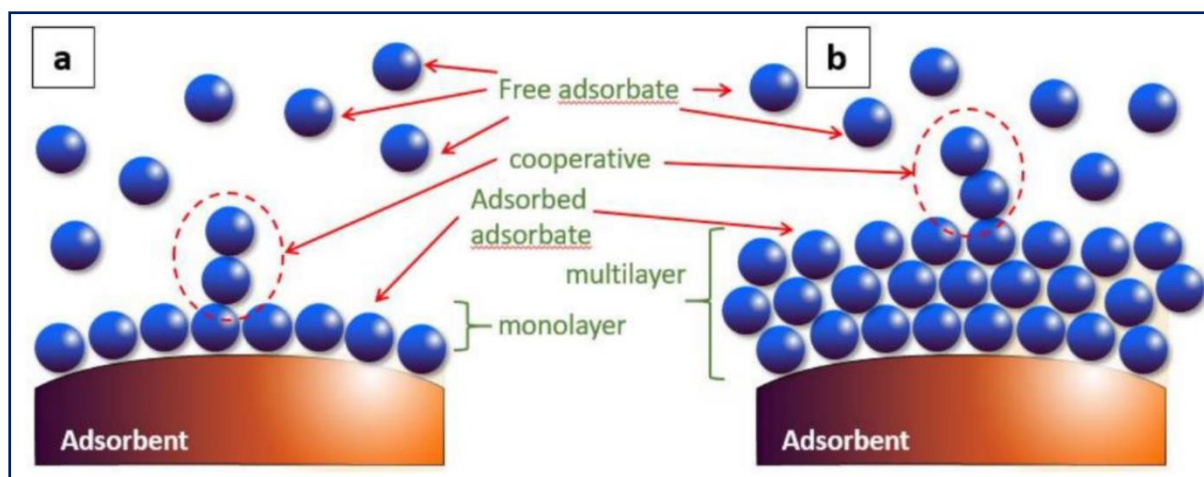 a
b
Free adsorbate
cooperative
Adsorbed
adsorbate
multilayer
monolayer
Adsorbent
Adsorbent